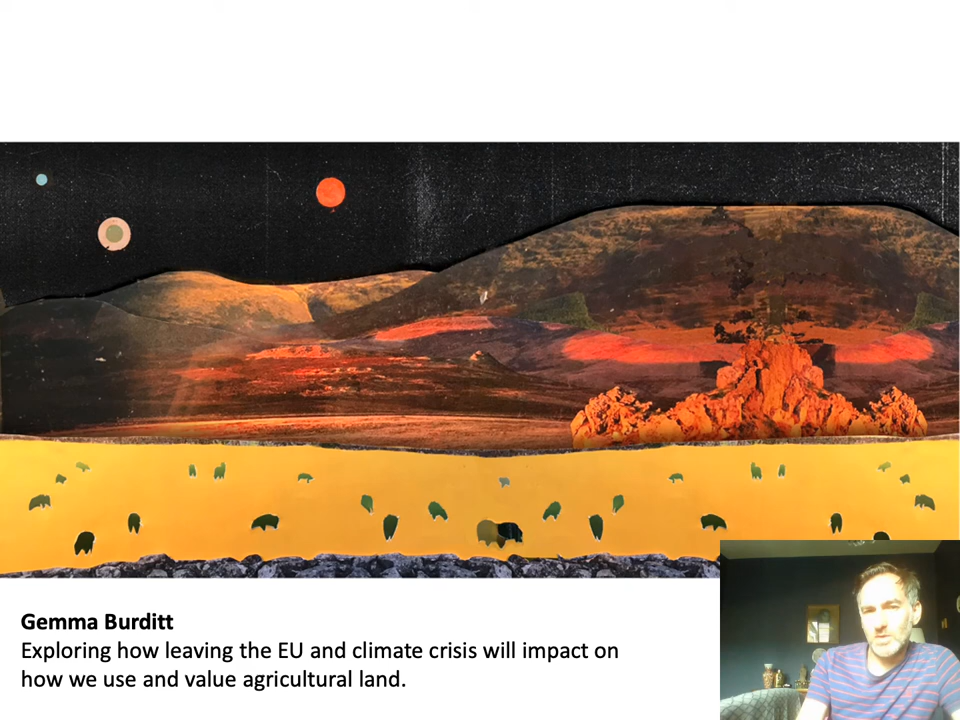 Gemma Burditt
Exploring how leaving the EU and climate crisis will impact on
how we use and value agricultural land.